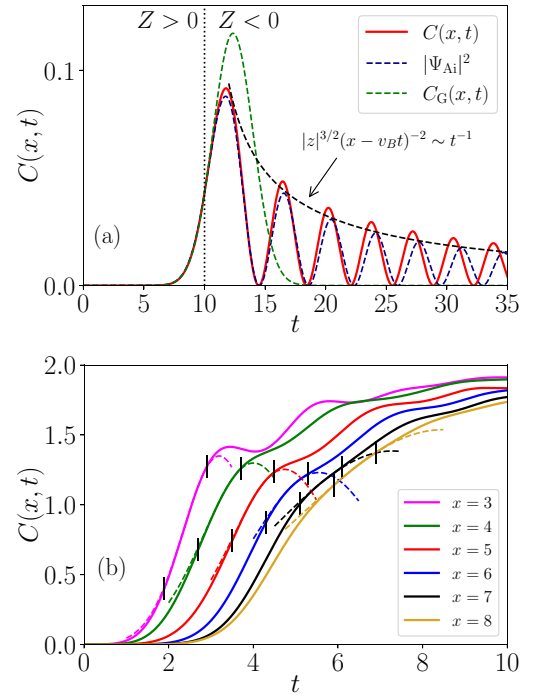 Z > 0
Z < 0
C(x, t)
|Ψ_Ai|^2
C_G(x, t)
|z|^{3/2}(x − v_B t)^{−2} ∼ t^{−1}
0.1
C(x, t)
(a)
0.0
0 5 10 15 20 25 30 35
t
2.0
1.5
C(x, t)
1.0
0.5
(b)
x = 3
x = 4
x = 5
x = 6
x = 7
x = 8
0.0
0 2 4 6 8 10
t